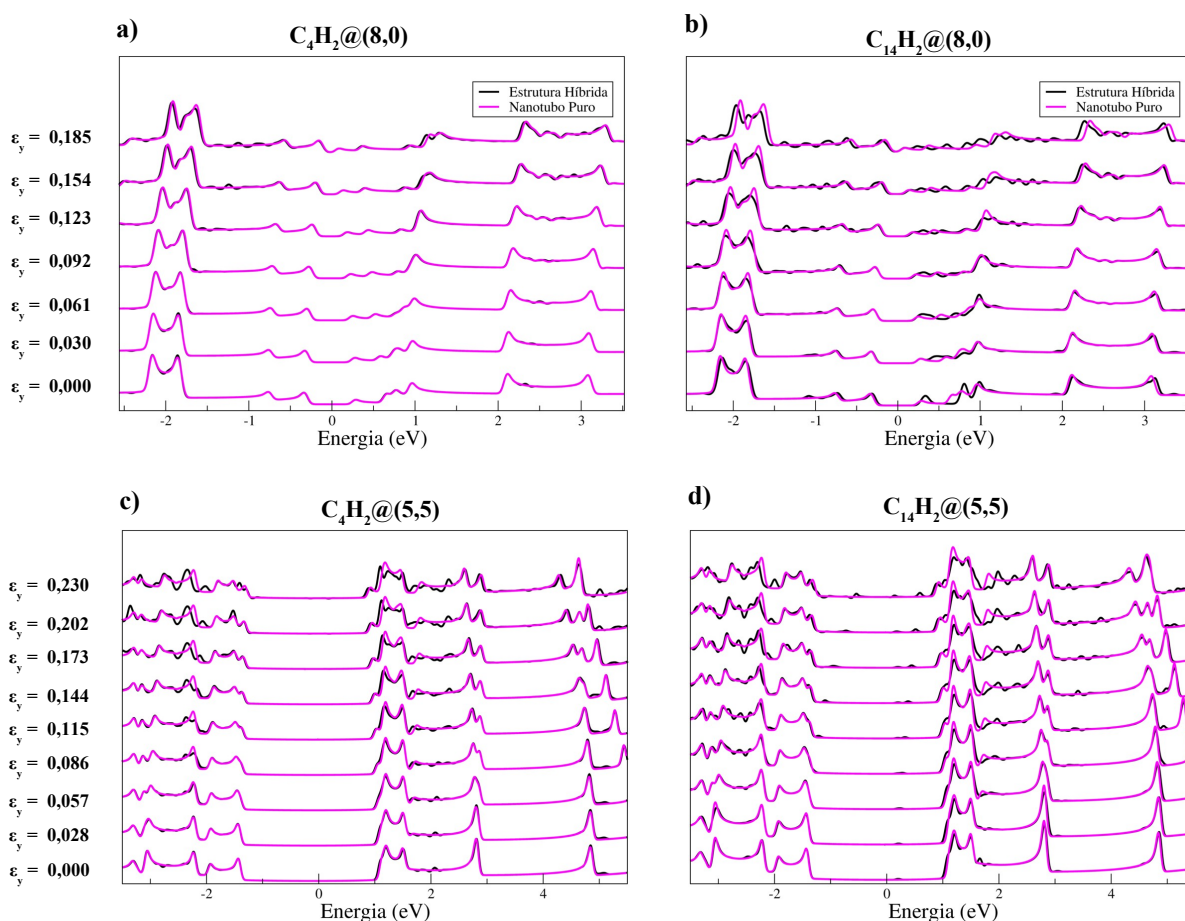 a)
C₄H₂@(8,0)
Estrutura Híbrida
Nanotubo Puro
εy = 0,185
εy = 0,154
εy = 0,123
εy = 0,092
εy = 0,061
εy = 0,030
εy = 0,000
-2 -1 0 1 2 3
Energia (eV)
b)
C₁₄H₂@(8,0)
Estrutura Híbrida
Nanotubo Puro
-2 -1 0 1 2 3
Energia (eV)
c)
C₄H₂@(5,5)
εy = 0,230
εy = 0,202
εy = 0,173
εy = 0,144
εy = 0,115
εy = 0,086
εy = 0,057
εy = 0,028
εy = 0,000
-2 0 2 4
Energia (eV)
d)
C₁₄H₂@(5,5)
-2 0 2 4
Energia (eV)